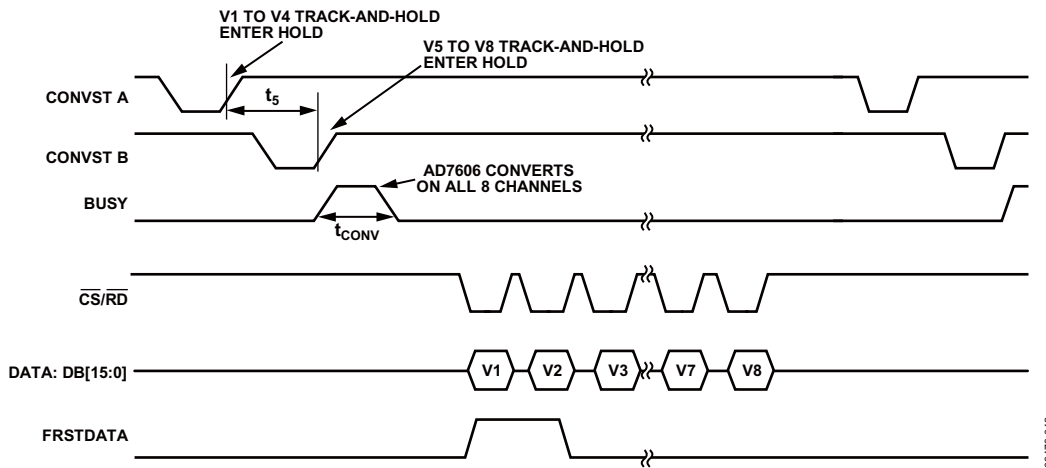 V1 TO V4 TRACK-AND-HOLD
ENTER HOLD
V5 TO V8 TRACK-AND-HOLD
ENTER HOLD
CONVST A
t5
CONVST B
AD7606 CONVERTS
ON ALL 8 CHANNELS
BUSY
tCONV
CS/RD
DATA: DB[15:0]
V1
V2
V3
V7
V8
FRSTDATA